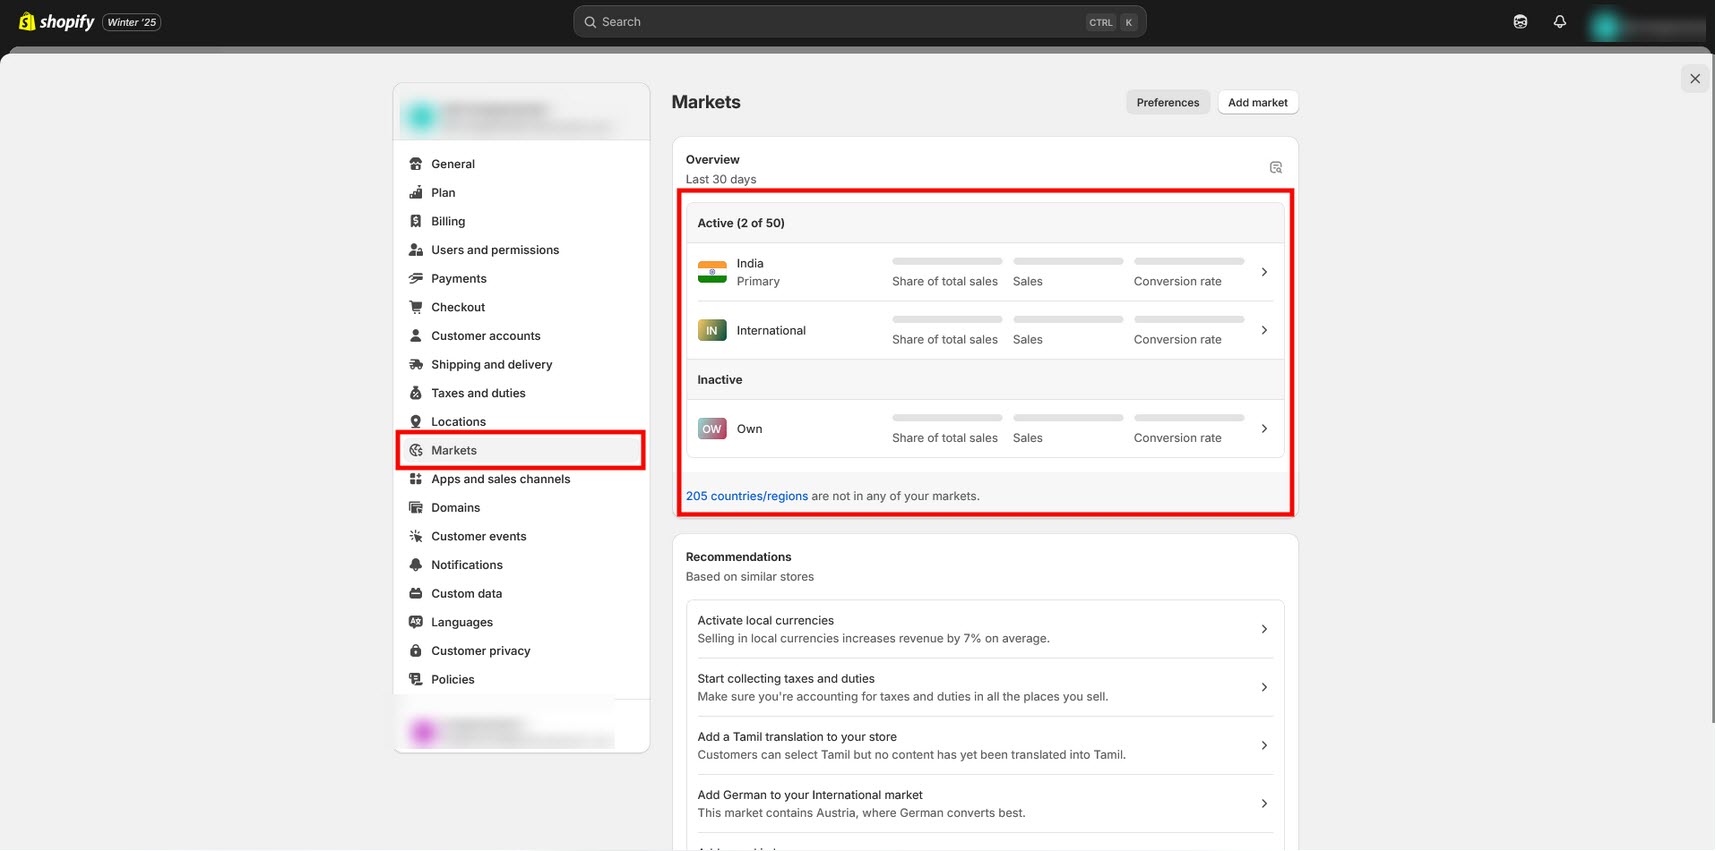 shopify Winter '25
Search
CTRL K
General
Plan
Billing
Users and permissions
Payments
Checkout
Customer accounts
Shipping and delivery
Taxes and duties
Locations
Markets
Apps and sales channels
Domains
Customer events
Notifications
Custom data
Languages
Customer privacy
Policies
Markets
Preferences
Add market
Overview
Last 30 days
Active (2 of 50)
India
Primary
Share of total sales
Sales
Conversion rate
IN
International
Share of total sales
Sales
Conversion rate
Inactive
OW
Own
Share of total sales
Sales
Conversion rate
205 countries/regions are not in any of your markets.
Recommendations
Based on similar stores
Activate local currencies
Selling in local currencies increases revenue by 7% on average.
Start collecting taxes and duties
Make sure you're accounting for taxes and duties in all the places you sell.
Add a Tamil translation to your store
Customers can select Tamil but no content has yet been translated into Tamil.
Add German to your International market
This market contains Austria, where German converts best.